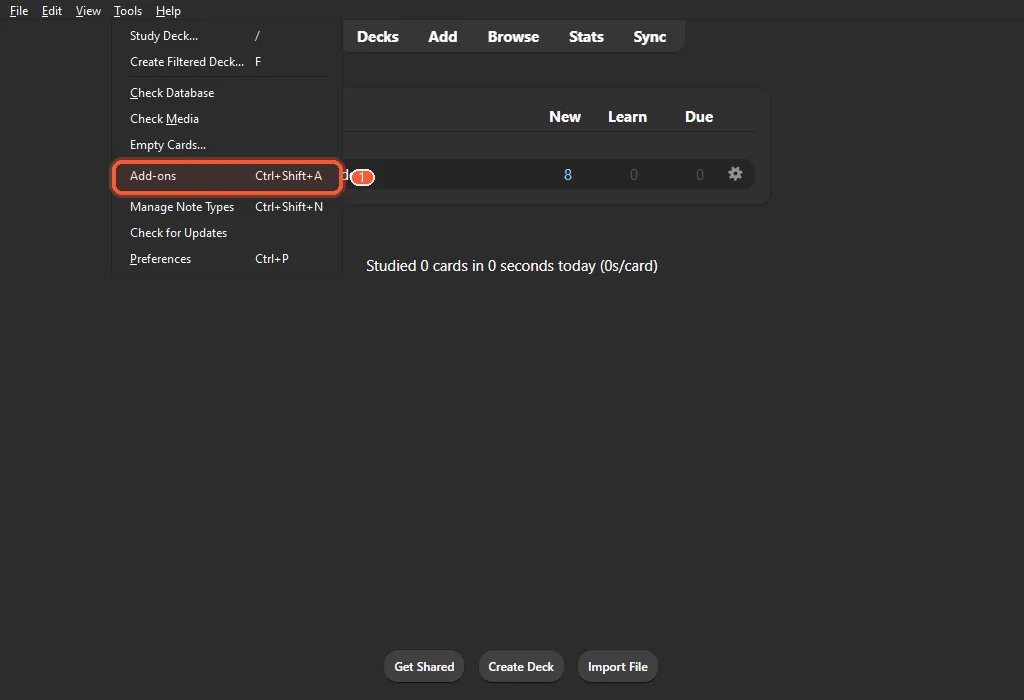 File Edit View Tools Help
Decks Add Browse Stats Sync
Study Deck... /
Create Filtered Deck... F
Check Database
Check Media
Empty Cards...
Add-ons Ctrl+Shift+A
1
Manage Note Types Ctrl+Shift+N
Check for Updates
Preferences Ctrl+P
New Learn Due
8 0 0
Studied 0 cards in 0 seconds today (0s/card)
Get Shared Create Deck Import File